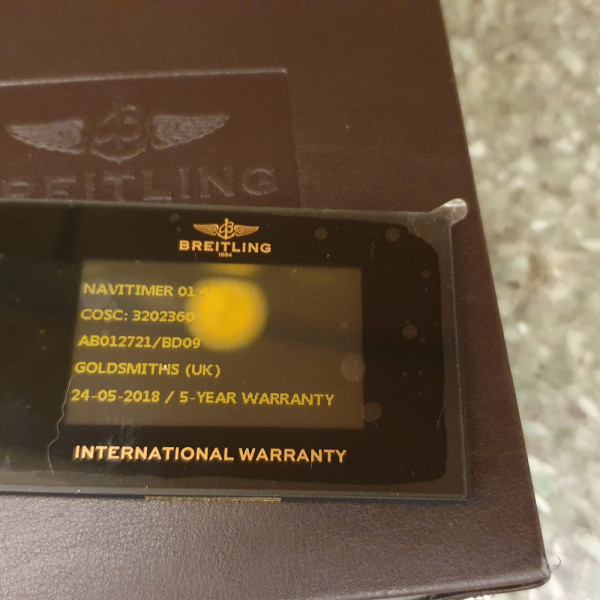 BREITLING
BREITLING
1884
NAVITIMER 01
COSC: 3202360
AB012721/BD09
GOLDSMITHS (UK)
24-05-2018 / 5-YEAR WARRANTY
INTERNATIONAL WARRANTY